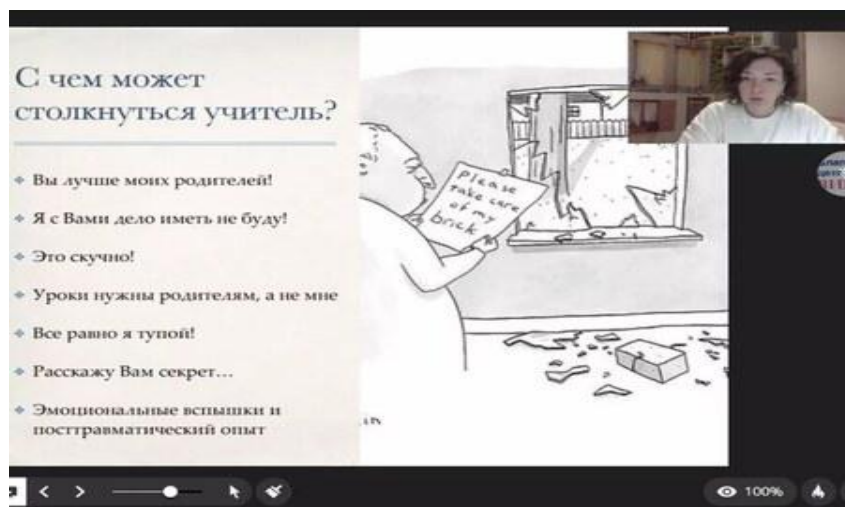 С чем может
столкнуться учитель?
Вы лучше моих родителей!
Я с Вами дело иметь не буду!
Это скучно!
Уроки нужны родителям, а не мне
Все равно я тупой!
Расскажу Вам секрет...
Эмоциональные вспышки и
посттравматический опыт
please
take care
of my
brick
100%